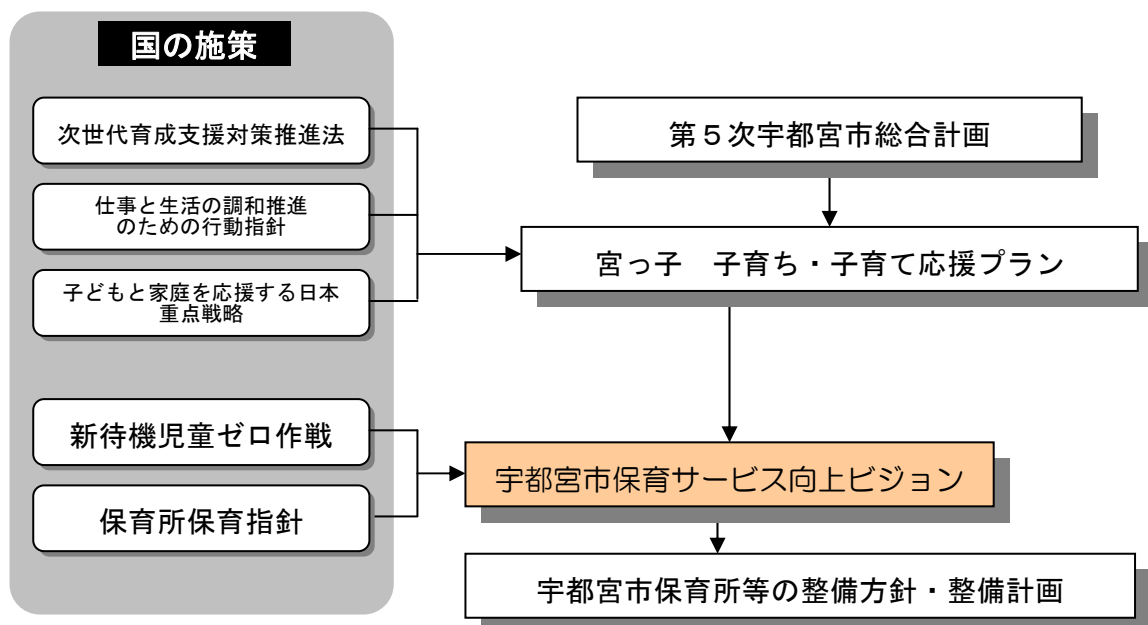 国の施策
次世代育成支援対策推進法
仕事と生活の調和推進
のための行動指針
子どもと家庭を応援する日本
重点戦略
新待機児童ゼロ作戦
保育所保育指針
第５次宇都宮市総合計画
宮っ子　子育ち・子育て応援プラン
宇都宮市保育サービス向上ビジョン
宇都宮市保育所等の整備方針・整備計画